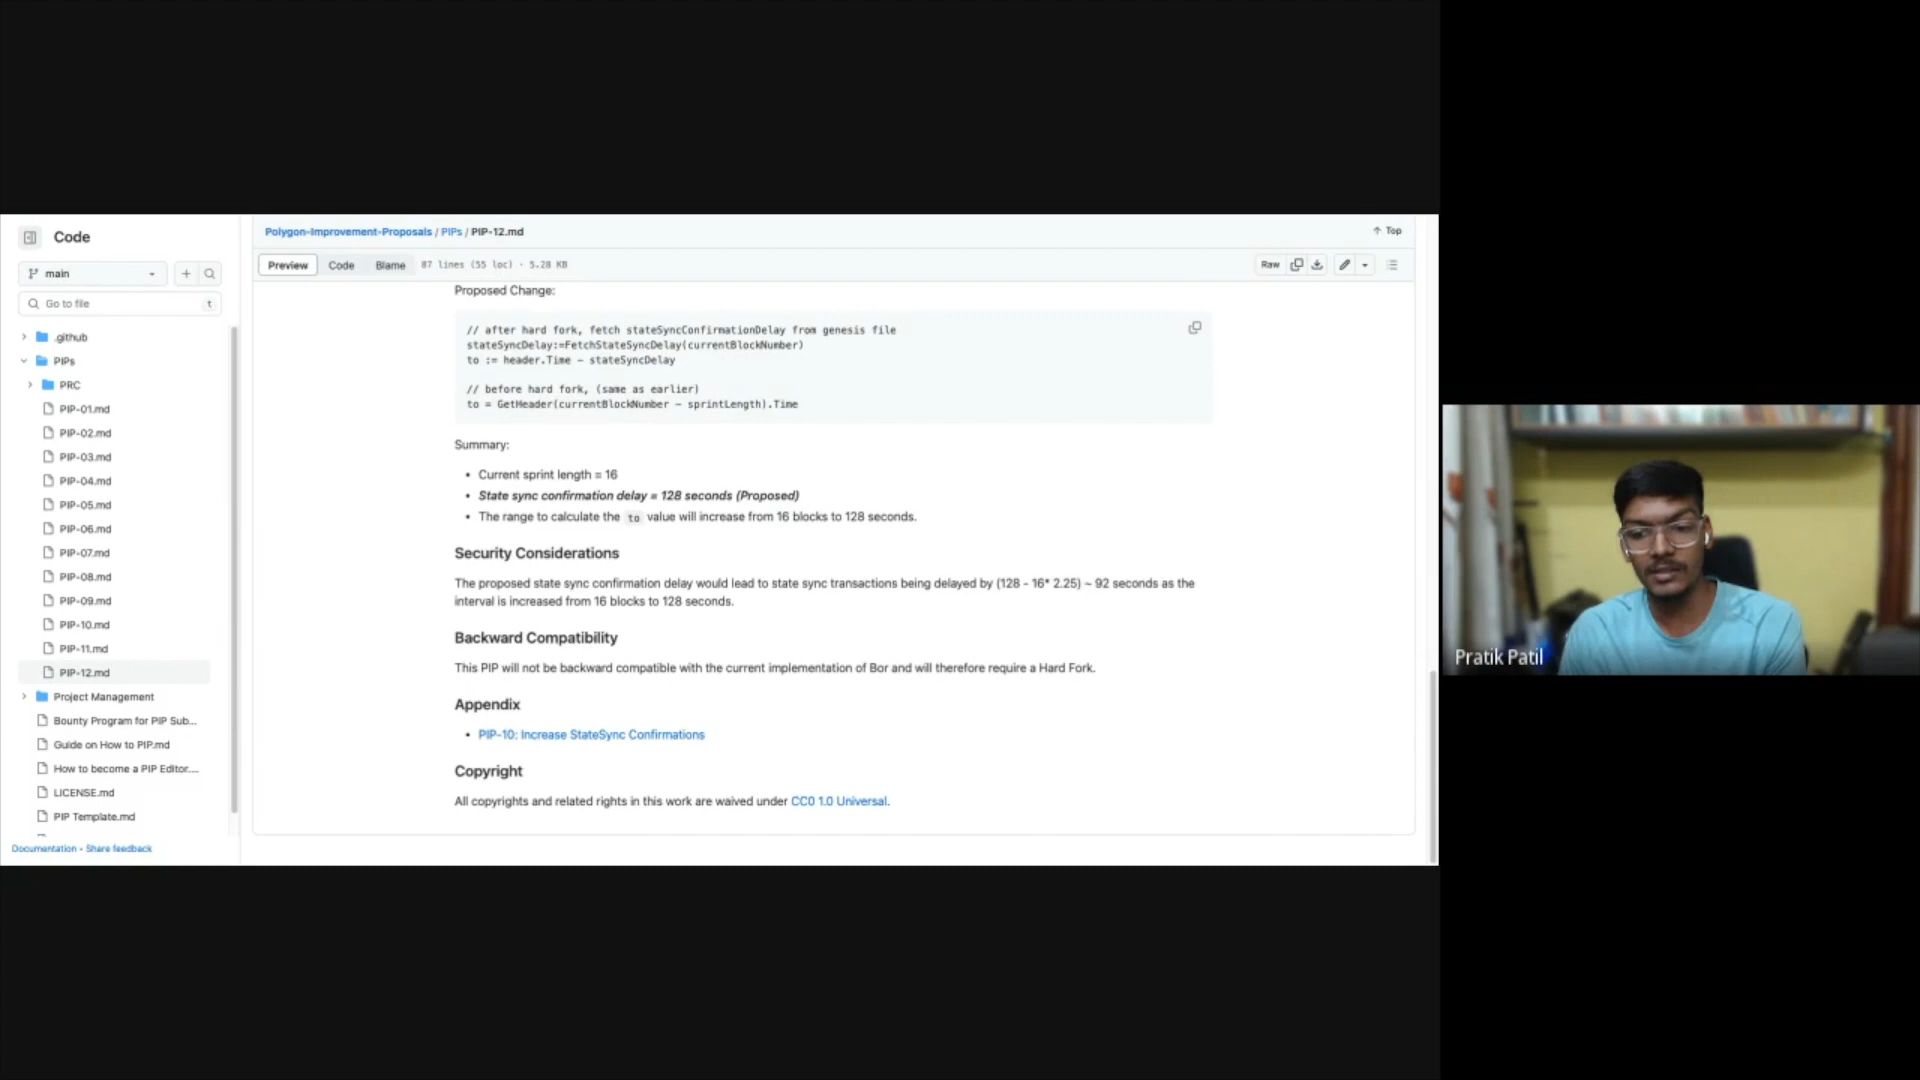 Code
main
Go to file
t
.github
PIPs
PRC
PIP-01.md
PIP-02.md
PIP-03.md
PIP-04.md
PIP-05.md
PIP-06.md
PIP-07.md
PIP-08.md
PIP-09.md
PIP-10.md
PIP-11.md
PIP-12.md
Project Management
Bounty Program for PIP Sub...
Guide on How to PIP.md
How to become a PIP Editor....
LICENSE.md
PIP Template.md
Documentation • Share feedback
Polygon-Improvement-Proposals / PIPs / PIP-12.md
↑ Top
Preview Code Blame 87 lines (55 loc) · 5.28 KB
Raw
Proposed Change:
// after hard fork, fetch stateSyncConfirmationDelay from genesis file
stateSyncDelay:=FetchStateSyncDelay(currentBlockNumber)
to := header.Time − stateSyncDelay
// before hard fork, (same as earlier)
to = GetHeader(currentBlockNumber − sprintLength).Time
Summary:
• Current sprint length = 16
• State sync confirmation delay = 128 seconds (Proposed)
• The range to calculate the to value will increase from 16 blocks to 128 seconds.
Security Considerations
The proposed state sync confirmation delay would lead to state sync transactions being delayed by (128 - 16* 2.25) ~ 92 seconds as the
interval is increased from 16 blocks to 128 seconds.
Backward Compatibility
This PIP will not be backward compatible with the current implementation of Bor and will therefore require a Hard Fork.
Appendix
• PIP-10: Increase StateSync Confirmations
Copyright
All copyrights and related rights in this work are waived under CC0 1.0 Universal.
Pratik Patil